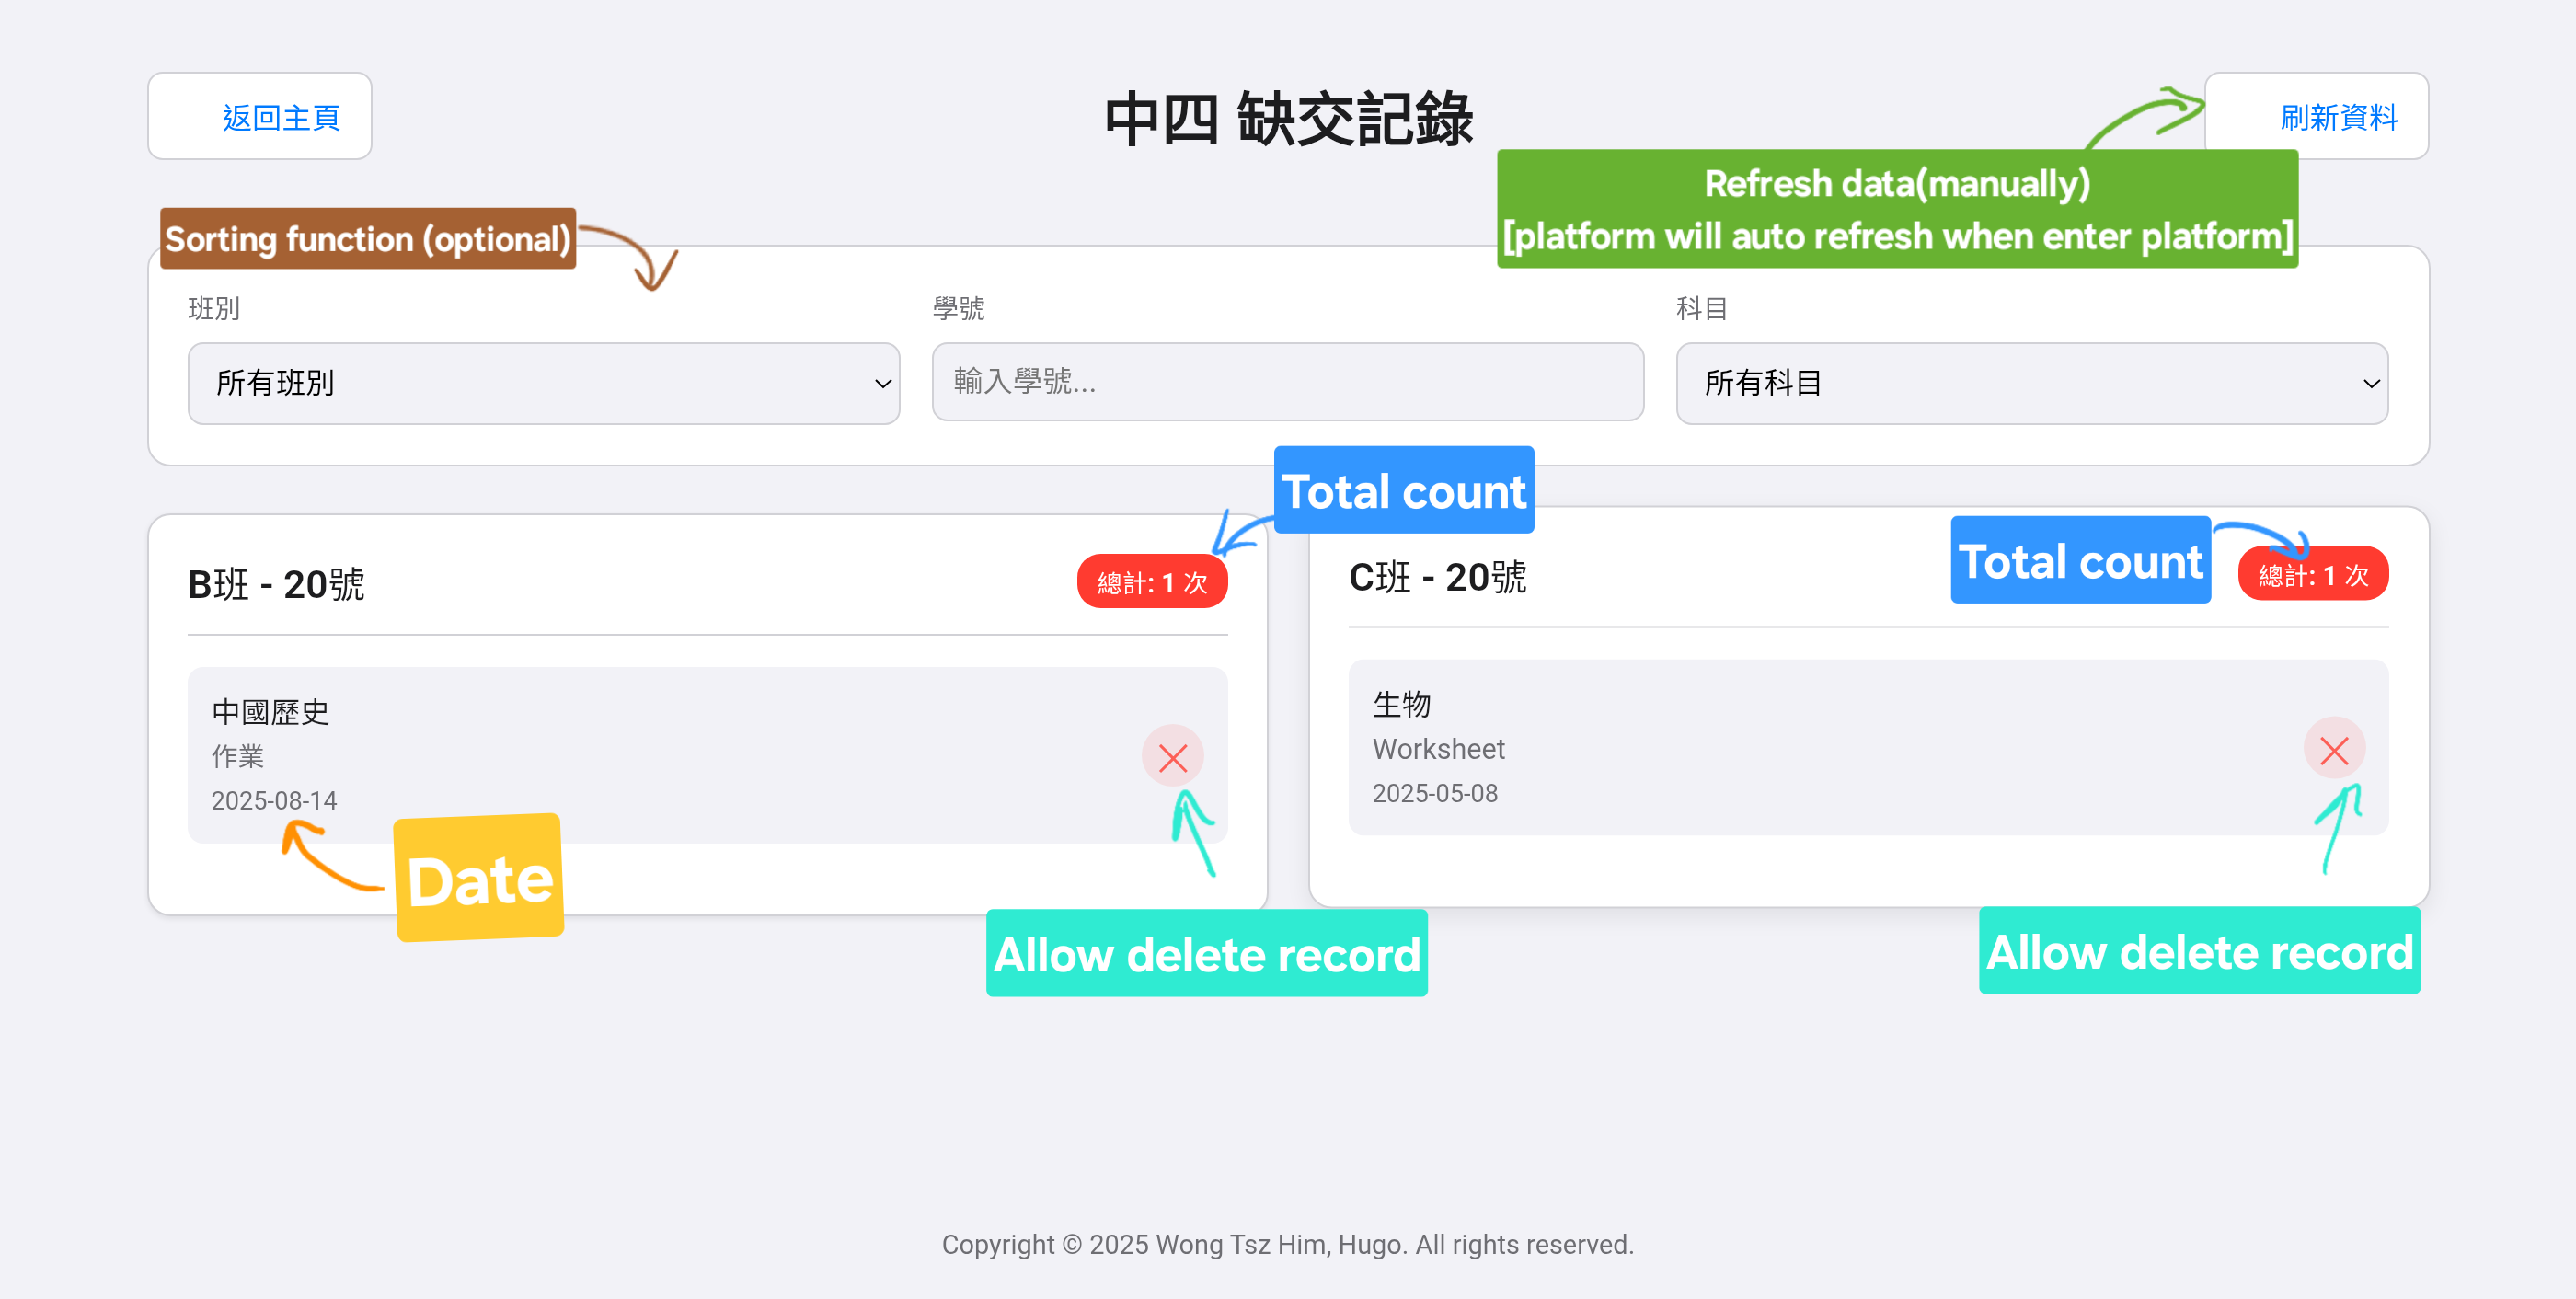 返回主頁
中四 缺交記錄
刷新資料
Refresh data(manually)
[platform will auto refresh when enter platform]
Sorting function (optional)
班別
學號
科目
所有班別
輸入學號...
所有科目
Total count
Total count
B班 - 20號
總計: 1 次
C班 - 20號
總計: 1 次
中國歷史
作業
2025-08-14
生物
Worksheet
2025-05-08
Date
Allow delete record
Allow delete record
Copyright © 2025 Wong Tsz Him, Hugo. All rights reserved.